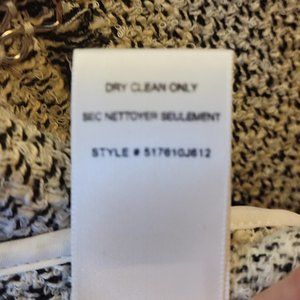 DRY CLEAN ONLY
SEC NETTOYER SEULEMENT
STYLE # 517610J612